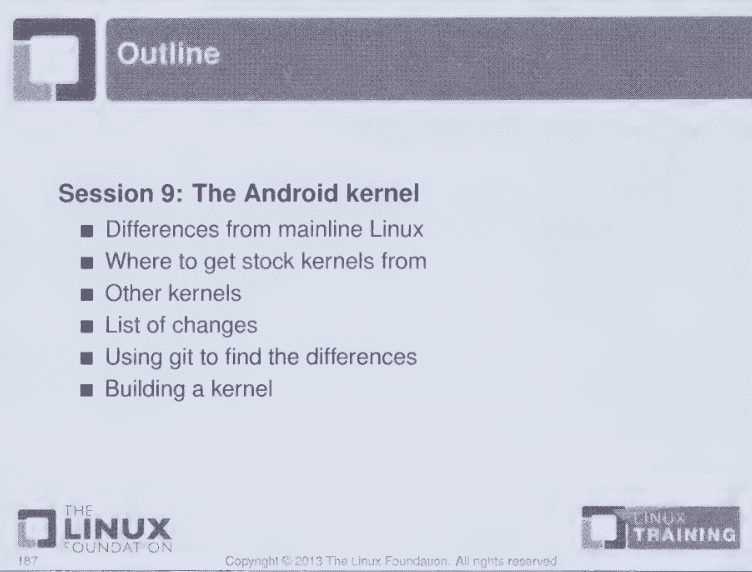 Outline
Session 9: The Android kernel
Differences from mainline Linux
Where to get stock kernels from
Other kernels
List of changes
Using git to find the differences
Building a kernel
THE
LINUX
FOUNDATION
LINUX
TRAINING
187
Copyright © 2013 The Linux Foundation. All rights reserved